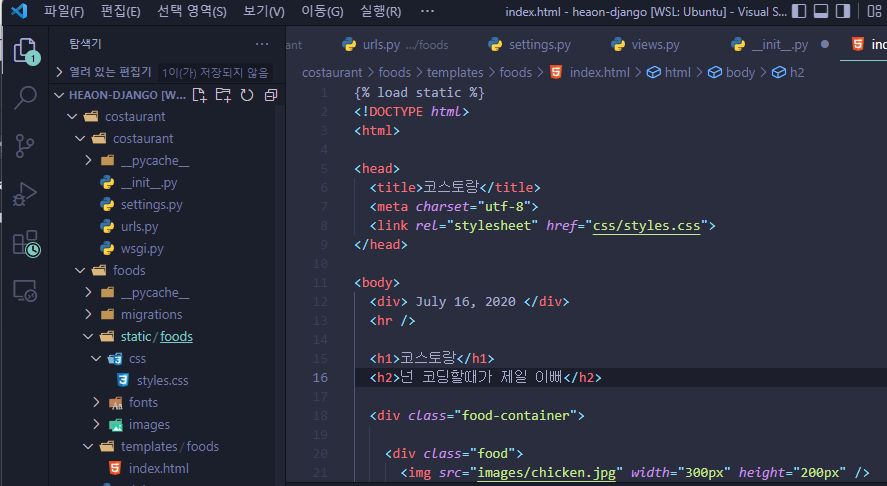 파일(F) 편집(E) 선택 영역(S) 보기(V) 이동(G) 실행(R) ··· index.html - heaon-django [WSL: Ubuntu] - Visual S...
탐색기 ···
열려 있는 편집기 1이(가) 저장되지 않음
HEAON-DJANGO [W...
costaurant
costaurant
__pycache__
__init__.py
settings.py
urls.py
wsgi.py
foods
__pycache__
migrations
static/foods
css
styles.css
fonts
images
templates/foods
index.html
urls.py .../foods settings.py views.py __init__.py
costaurant > foods > templates > foods > index.html > html > body > h2
1 {% load static %}
2 <!DOCTYPE html>
3 <html>
4
5 <head>
6 <title>코스토랑</title>
7 <meta charset="utf-8">
8 <link rel="stylesheet" href="css/styles.css">
9 </head>
10
11 <body>
12 <div> July 16, 2020 </div>
13 <hr />
14
15 <h1>코스토랑</h1>
16 <h2>넌 코딩할때가 제일 이뻐</h2>
17
18 <div class="food-container">
19
20 <div class="food">
21 <img src="images/chicken.jpg" width="300px" height="200px" />